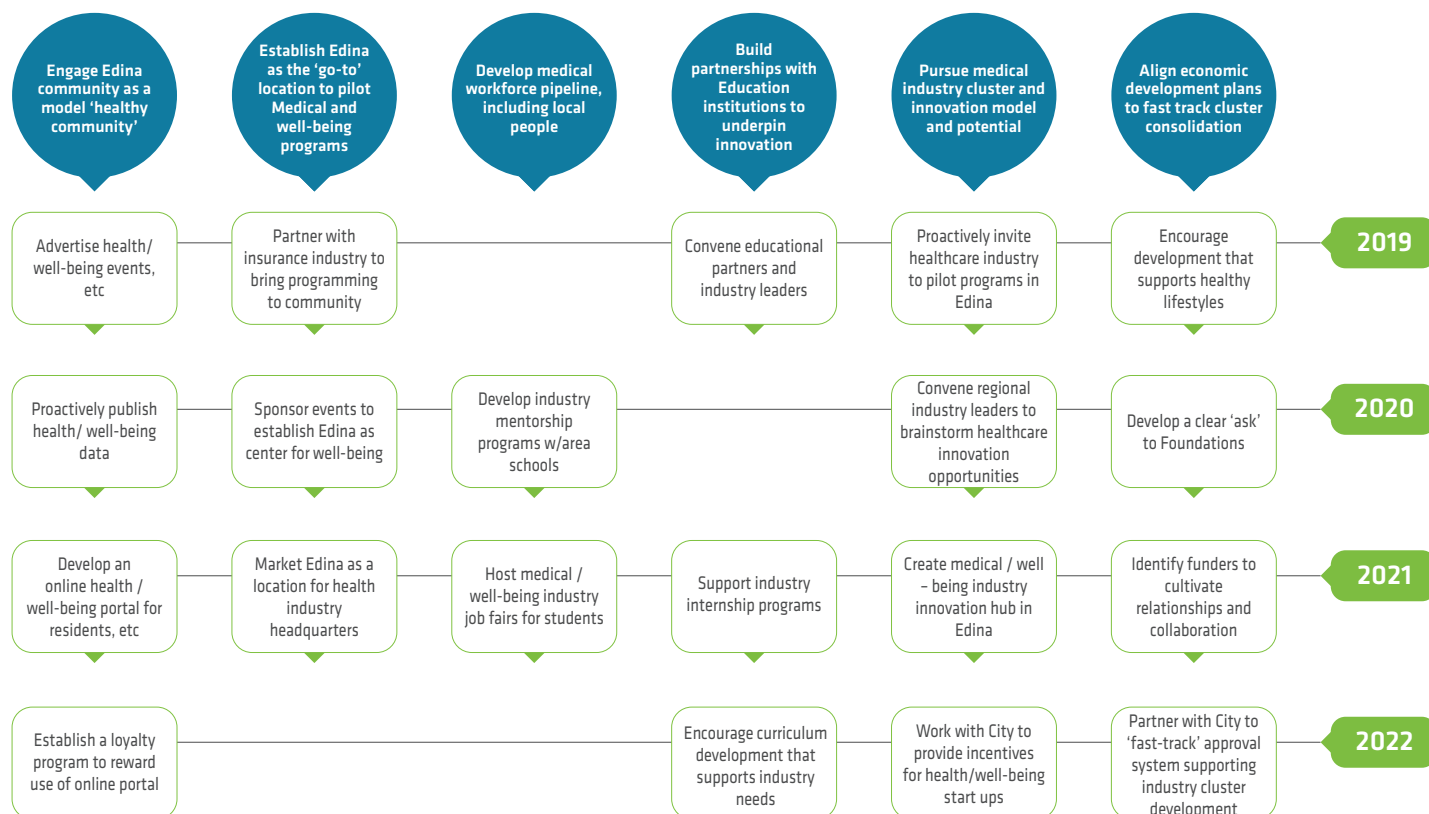 Engage Edina
community as a
model ‘healthy
community’
Establish Edina
as the ‘go-to’
location to pilot
Medical and
well-being
programs
Develop medical
workforce pipeline,
including local
people
Build
partnerships with
Education
institutions to
underpin
innovation
Pursue medical
industry cluster and
innovation model
and potential
Align economic
development plans
to fast track cluster
consolidation
Advertise health/
well-being events,
etc
Partner with
insurance industry to
bring programming
to community
Convene educational
partners and
industry leaders
Proactively invite
healthcare industry
to pilot programs in
Edina
Encourage
development that
supports healthy
lifestyles
2019
Proactively publish
health/ well-being
data
Sponsor events to
establish Edina as
center for well-being
Develop industry
mentorship
programs w/area
schools
Convene regional
industry leaders to
brainstorm healthcare
innovation
opportunities
Develop a clear ‘ask’
to Foundations
2020
Develop an
online health /
well-being portal for
residents, etc
Market Edina as a
location for health
industry
headquarters
Host medical /
well-being industry
job fairs for students
Support industry
internship programs
Create medical / well
– being industry
innovation hub in
Edina
Identify funders to
cultivate
relationships and
collaboration
2021
Establish a loyalty
program to reward
use of online portal
Encourage curriculum
development that
supports industry
needs
Work with City to
provide incentives
for health/well-being
start ups
Partner with City to
‘fast-track’ approval
system supporting
industry cluster
development
2022